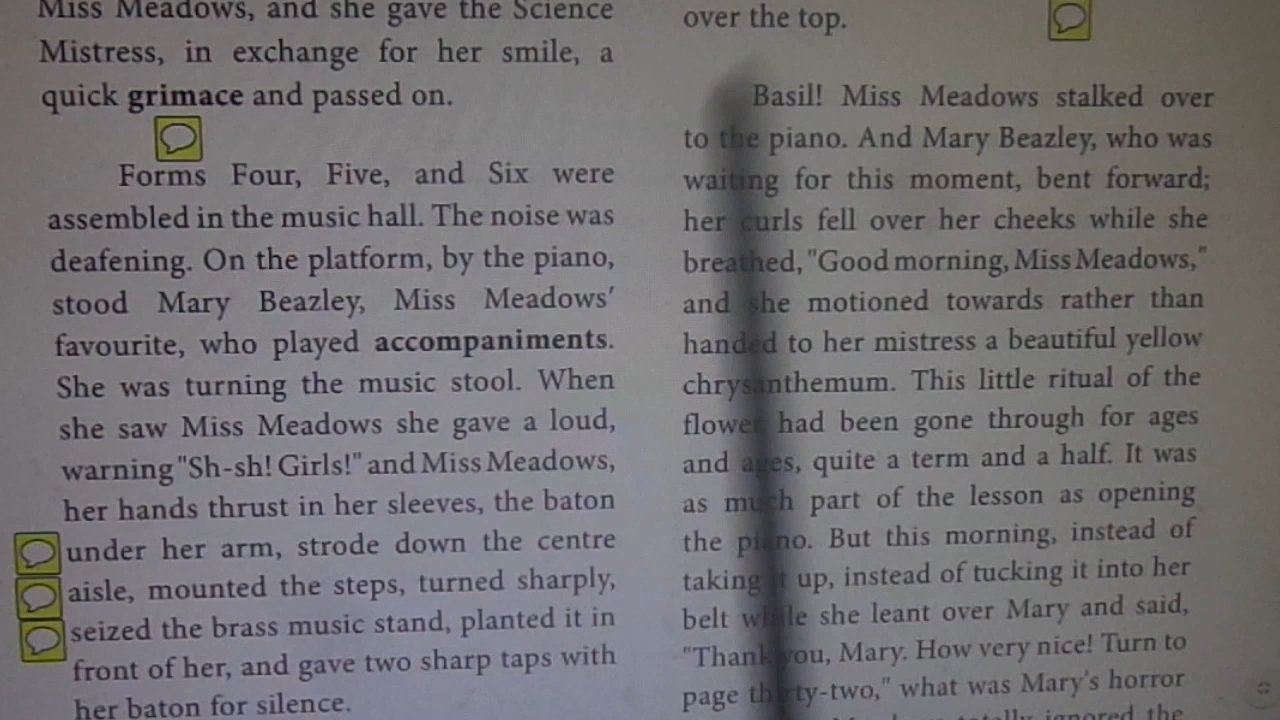 Miss Meadows, and she gave the Science
Mistress, in exchange for her smile, a
quick grimace and passed on.
Forms Four, Five, and Six were
assembled in the music hall. The noise was
deafening. On the platform, by the piano,
stood Mary Beazley, Miss Meadows'
favourite, who played accompaniments.
She was turning the music stool. When
she saw Miss Meadows she gave a loud,
warning "Sh-sh! Girls!" and Miss Meadows,
her hands thrust in her sleeves, the baton
under her arm, strode down the centre
aisle, mounted the steps, turned sharply,
seized the brass music stand, planted it in
front of her, and gave two sharp taps with
her baton for silence.
over the top.
Basil! Miss Meadows stalked over
to the piano. And Mary Beazley, who was
waiting for this moment, bent forward;
her curls fell over her cheeks while she
breathed, "Good morning, Miss Meadows,"
and she motioned towards rather than
handed to her mistress a beautiful yellow
chrysanthemum. This little ritual of the
flower had been gone through for ages
and ages, quite a term and a half. It was
as much part of the lesson as opening
the piano. But this morning, instead of
taking it up, instead of tucking it into her
belt while she leant over Mary and said,
"Thank you, Mary. How very nice! Turn to
page thirty-two," what was Mary's horror
totally ignored the